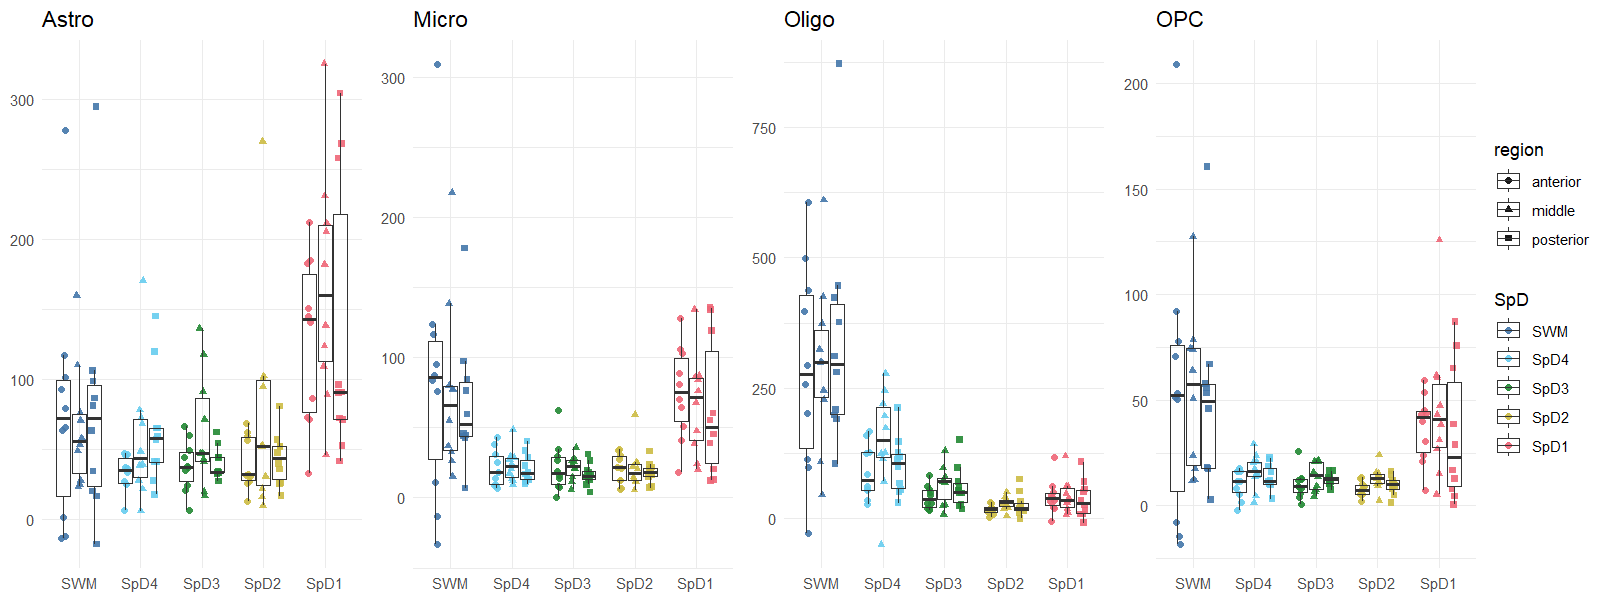 Astro
Micro
Oligo
OPC
300
200
100
0
300
200
100
0
750
500
250
0
200
150
100
50
0
SWM SpD4 SpD3 SpD2 SpD1
SWM SpD4 SpD3 SpD2 SpD1
SWM SpD4 SpD3 SpD2 SpD1
SWM SpD4 SpD3 SpD2 SpD1
region
anterior
middle
posterior
SpD
SWM
SpD4
SpD3
SpD2
SpD1